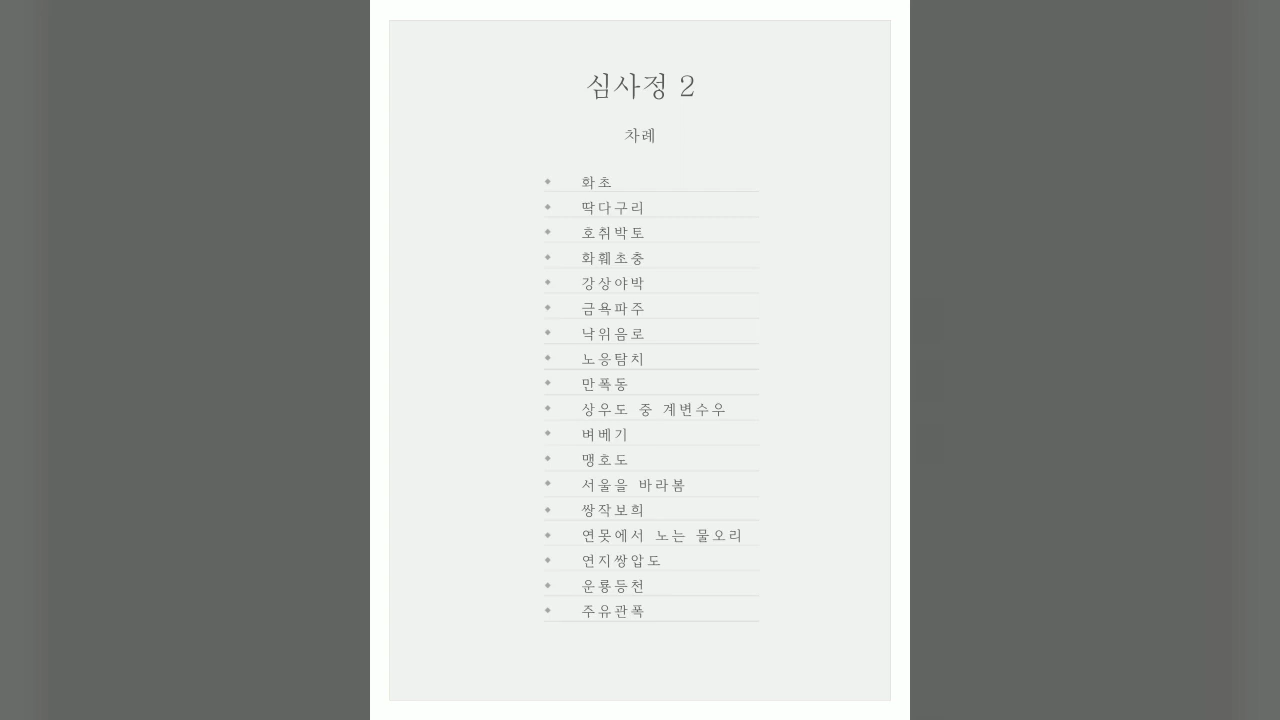 심사정 2
차례
화초
딱다구리
호취박토
화훼초충
강상야박
금욕파주
낙위음로
노응탐치
만폭동
상우도 중 계변수우
벼베기
맹호도
서울을 바라봄
쌍작보희
연못에서 노는 물오리
연지쌍압도
운룡등천
주유관폭